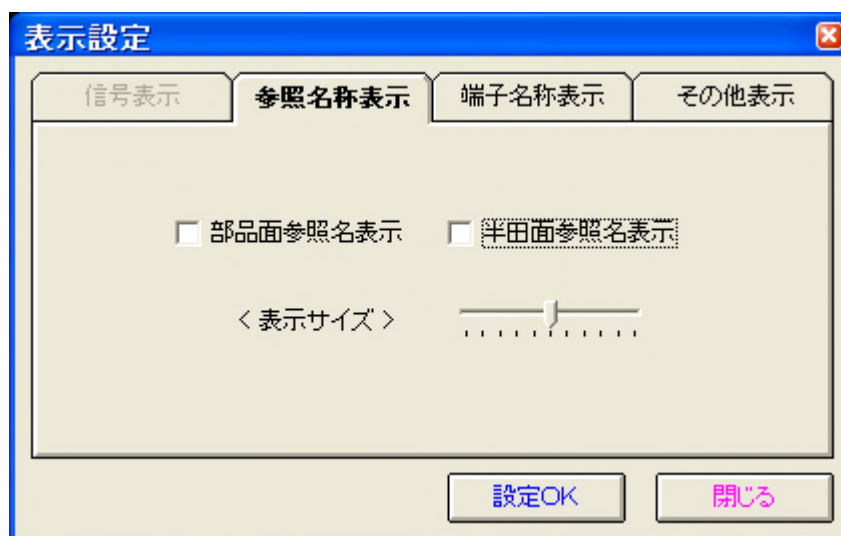 表示設定
信号表示 参照名称表示 端子名称表示 その他表示
部品面参照名表示 半田面参照名表示
＜表示サイズ＞
設定OK 閉じる